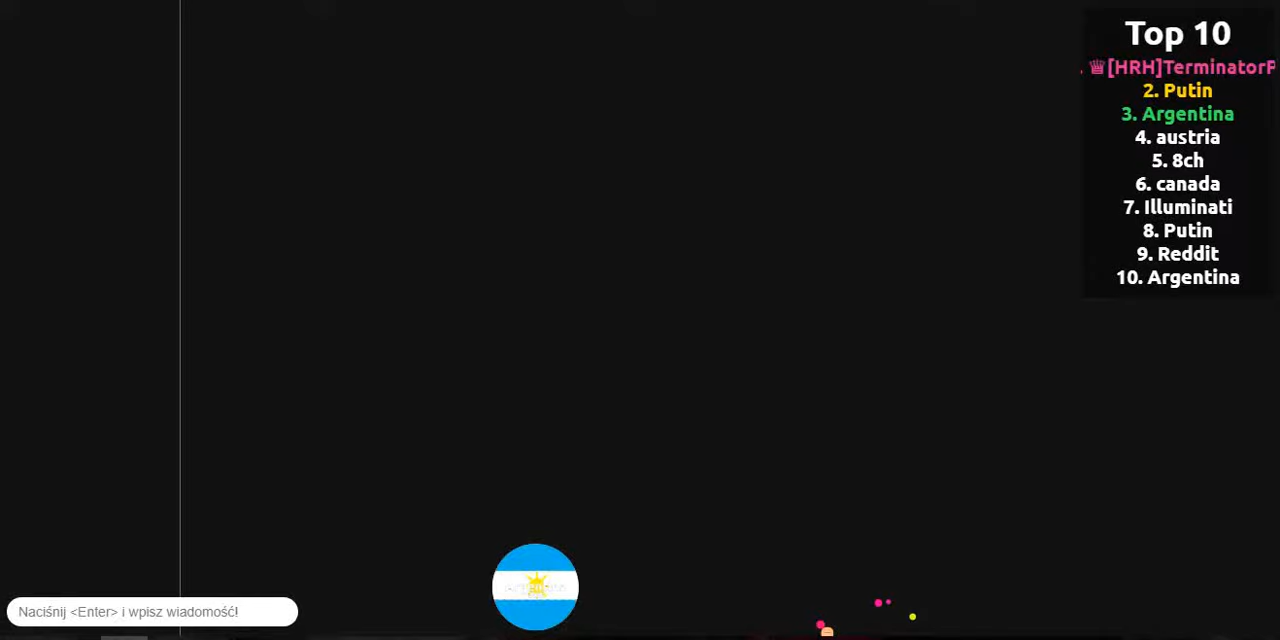 Top 10
. ♕[HRH]TerminatorP
2. Putin
3. Argentina
4. austria
5. 8ch
6. canada
7. Illuminati
8. Putin
9. Reddit
10. Argentina
Naciśnij <Enter> i wpisz wiadomość!